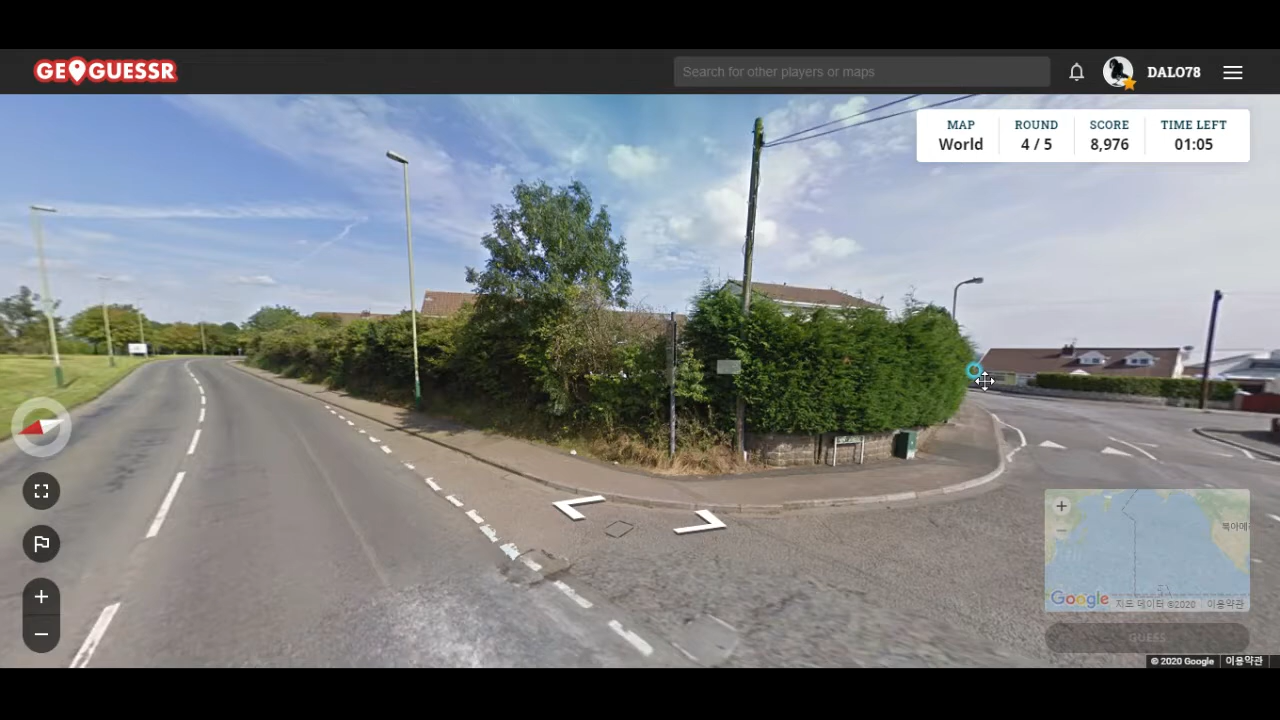 GEOGUESSR
Search for other players or maps
DALO78
MAP
World
ROUND
4 / 5
SCORE
8,976
TIME LEFT
01:05
Google
지도 데이터 ©2020
이용약관
GUESS
© 2020 Google
이용약관